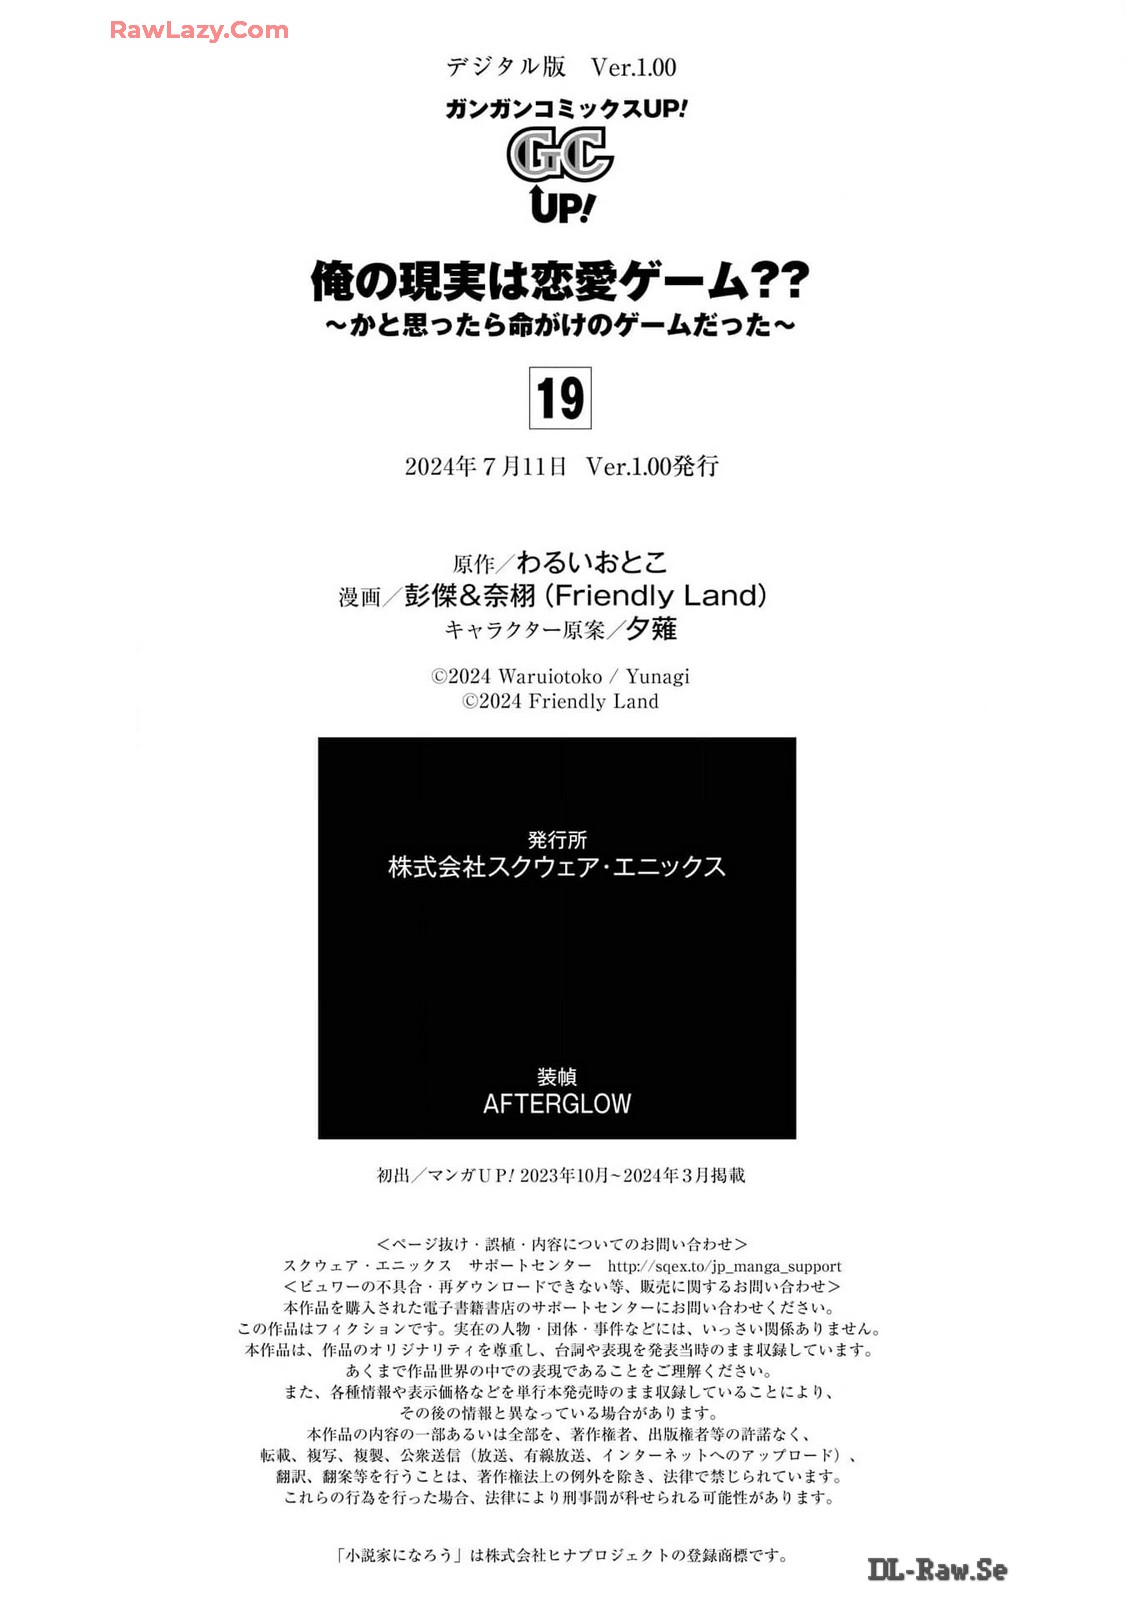 RawLazy.Com
デジタル版　Ver.1.00
ガンガンコミックスUP!
GC
UP!
俺の現実は恋愛ゲーム??
～かと思ったら命がけのゲームだった～
19
2024年７月11日　Ver.1.00発行
原作／わるいおとこ
漫画／彭傑&奈栩（Friendly Land）
キャラクター原案／夕薙
©2024 Waruiotoko / Yunagi
©2024 Friendly Land
発行所
株式会社スクウェア・エニックス
装幀
AFTERGLOW
初出／マンガＵＰ! 2023年10月~2024年３月掲載
＜ページ抜け・誤植・内容についてのお問い合わせ＞
スクウェア・エニックス　サポートセンター　http://sqex.to/jp_manga_support
＜ビュワーの不具合・再ダウンロードできない等、販売に関するお問い合わせ＞
本作品を購入された電子書籍書店のサポートセンターにお問い合わせください。
この作品はフィクションです。実在の人物・団体・事件などには、いっさい関係ありません。
本作品は、作品のオリジナリティを尊重し、台詞や表現を発表当時のまま収録しています。
あくまで作品世界の中での表現であることをご理解ください。
また、各種情報や表示価格などを単行本発売時のまま収録していることにより、
その後の情報と異なっている場合があります。
本作品の内容の一部あるいは全部を、著作権者、出版権者等の許諾なく、
転載、複写、複製、公衆送信（放送、有線放送、インターネットへのアップロード）、
翻訳、翻案等を行うことは、著作権法上の例外を除き、法律で禁じられています。
これらの行為を行った場合、法律により刑事罰が科せられる可能性があります。
「小説家になろう」は株式会社ヒナプロジェクトの登録商標です。
DL-Raw.Se